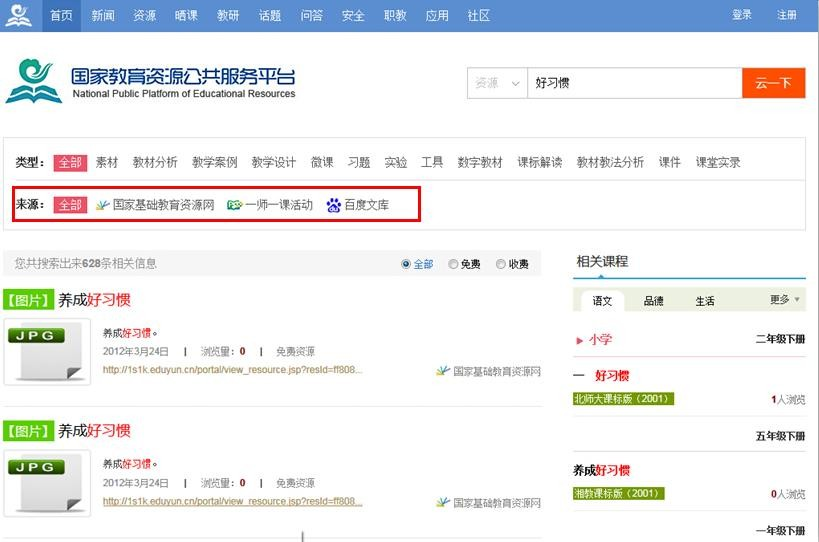 首页 新闻 资源 晒课 教研 话题 问答 安全 职教 应用 社区 登录 注册
国家教育资源公共服务平台
National Public Platform of Educational Resources
资源 好习惯 云一下
类型： 全部 素材 教材分析 教学案例 教学设计 微课 习题 实验 工具 数字教材 课标解读 教材教法分析 课件 课堂实录
来源： 全部 国家基础教育资源网 一师一课活动 百度文库
您共搜索出来628条相关信息 全部 免费 收费
【图片】养成好习惯
JPG
养成好习惯。
2012年3月24日 | 浏览量：0 | 免费资源
http://1s1k.eduyun.cn/portal/view_resource.jsp?resId=ff808...
国家基础教育资源网
【图片】养成好习惯
JPG
养成好习惯。
2012年3月24日 | 浏览量：0 | 免费资源
http://1s1k.eduyun.cn/portal/view_resource.jsp?resId=ff808...
国家基础教育资源网
相关课程
语文 品德 生活 更多
小学 二年级下册
一 好习惯
北师大课标版（2001） 1人浏览
五年级下册
养成好习惯
湘教课标版（2001） 0人浏览
一年级下册